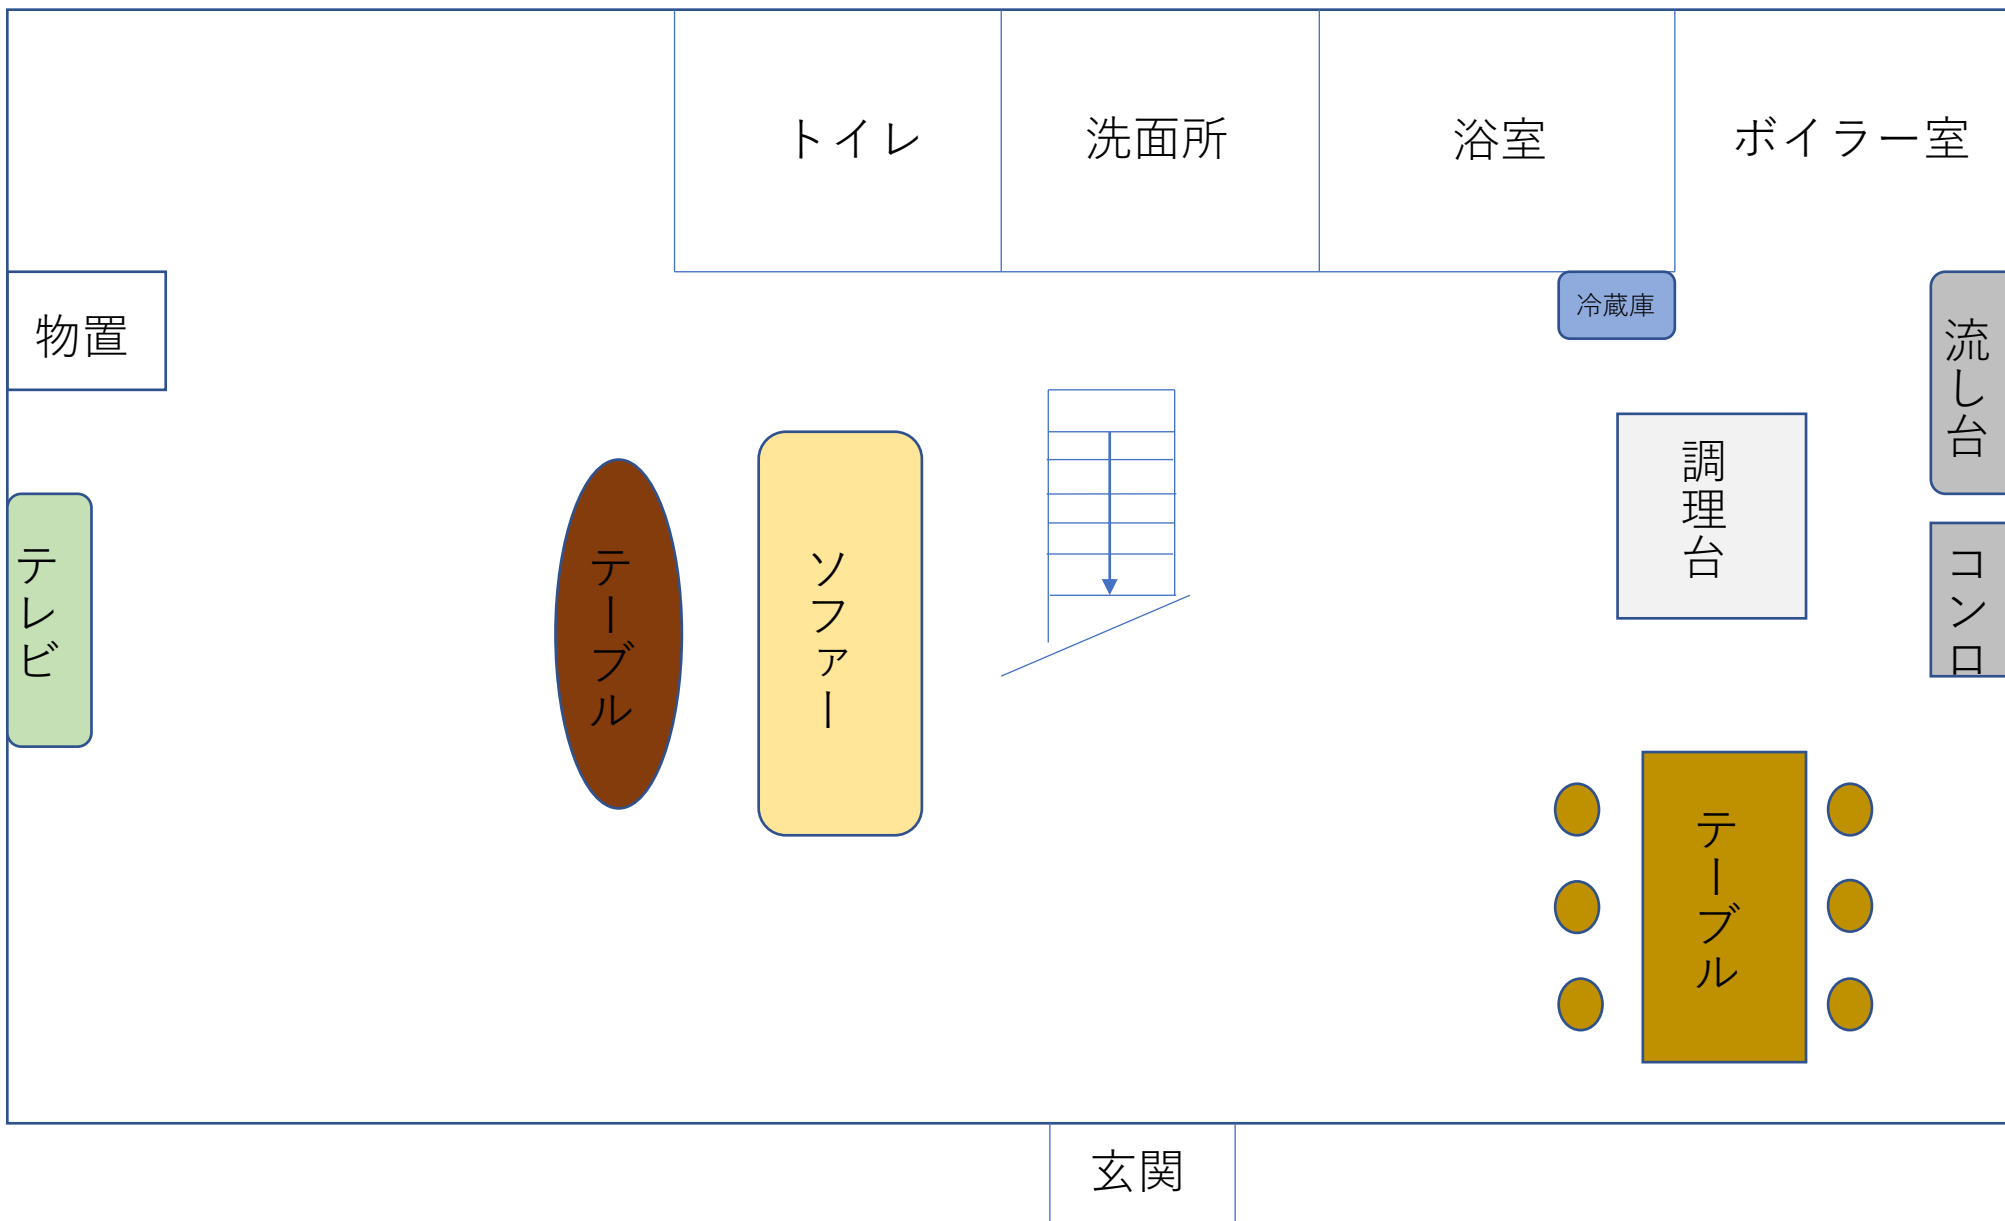 トイレ
洗面所
浴室
ボイラー室
物置
冷蔵庫
流し台
調理台
コンロ
テレビ
テーブル
ソファー
テーブル
玄関